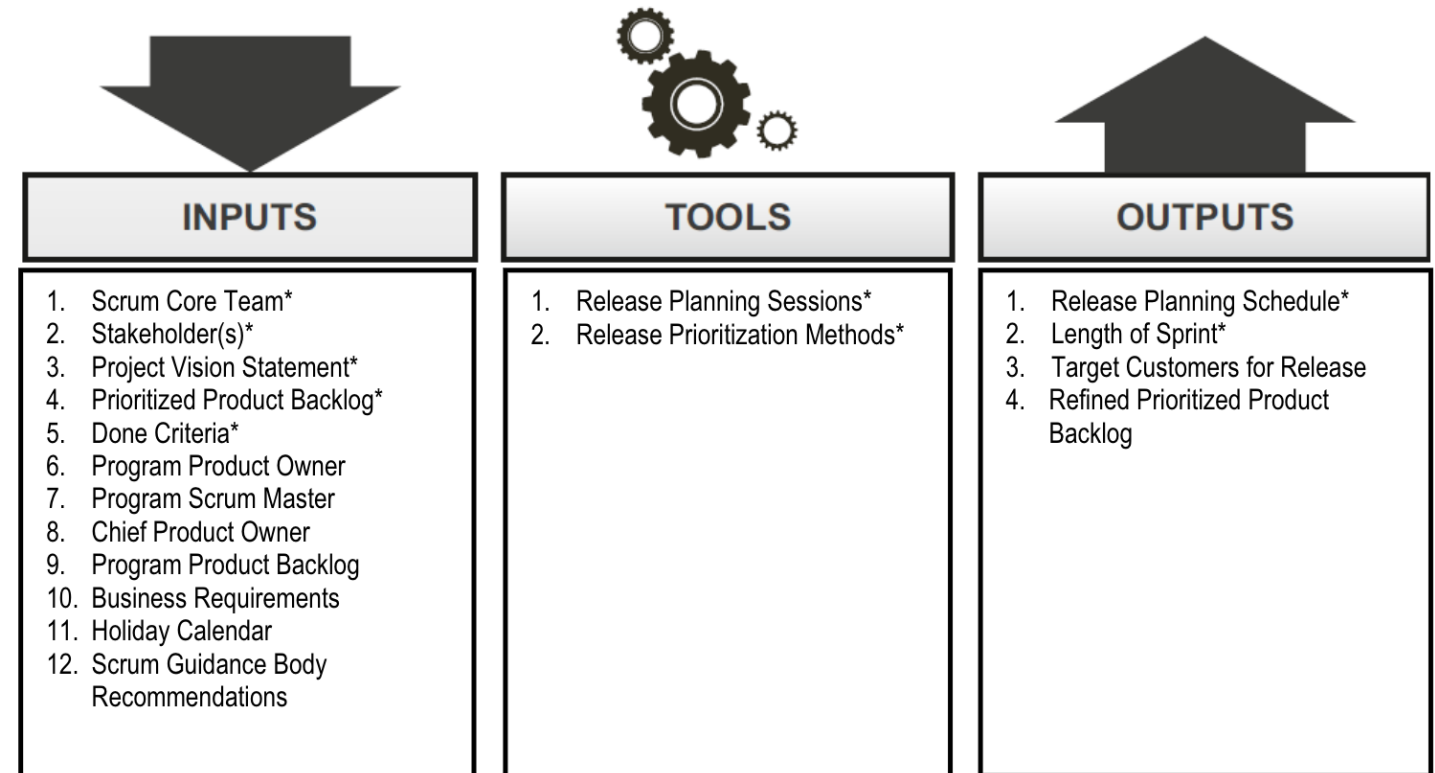 INPUTS
1. Scrum Core Team*
2. Stakeholder(s)*
3. Project Vision Statement*
4. Prioritized Product Backlog*
5. Done Criteria*
6. Program Product Owner
7. Program Scrum Master
8. Chief Product Owner
9. Program Product Backlog
10. Business Requirements
11. Holiday Calendar
12. Scrum Guidance Body
Recommendations
TOOLS
1. Release Planning Sessions*
2. Release Prioritization Methods*
OUTPUTS
1. Release Planning Schedule*
2. Length of Sprint*
3. Target Customers for Release
4. Refined Prioritized Product
Backlog